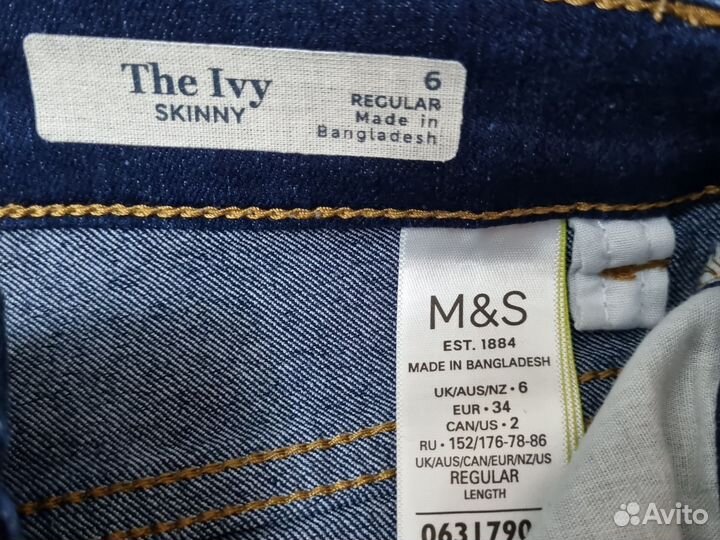 The Ivy
SKINNY
6
REGULAR
Made in
Bangladesh
M&S
EST. 1884
MADE IN BANGLADESH
UK/AUS/NZ • 6
EUR • 34
CAN/US • 2
RU • 152/176-78-86
UK/AUS/CAN/EUR/NZ/US
REGULAR
LENGTH
0631790
Avito